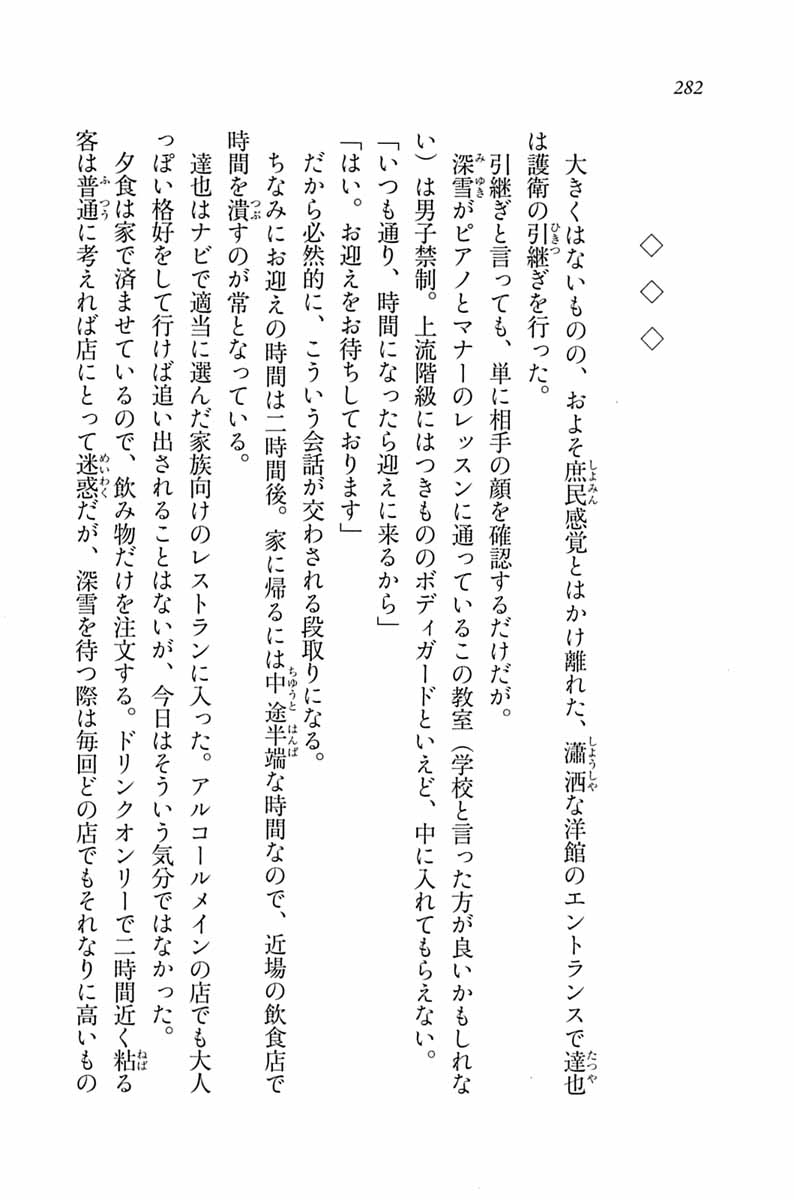 282
◇ ◇ ◇
大きくはないものの、およそ庶民感覚とはかけ離れた、瀟洒な洋館のエントランスで達也
は護衛の引継ぎを行った。
引継ぎと言っても、単に相手の顔を確認するだけだが。
深雪がピアノとマナーのレッスンに通っているこの教室（学校と言った方が良いかもしれな
い）は男子禁制。上流階級にはつきもののボディガードといえど、中に入れてもらえない。
「いつも通り、時間になったら迎えに来るから」
「はい。お迎えをお待ちしております」
だから必然的に、こういう会話が交わされる段取りになる。
ちなみにお迎えの時間は二時間後。家に帰るには中途半端な時間なので、近場の飲食店で
時間を潰すのが常となっている。
達也はナビで適当に選んだ家族向けのレストランに入った。アルコールメインの店でも大人
っぽい格好をして行けば追い出されることはないが、今日はそういう気分ではなかった。
夕食は家で済ませているので、飲み物だけを注文する。ドリンクオンリーで二時間近く粘る
客は普通に考えれば店にとって迷惑だが、深雪を待つ際は毎回どの店でもそれなりに高いもの